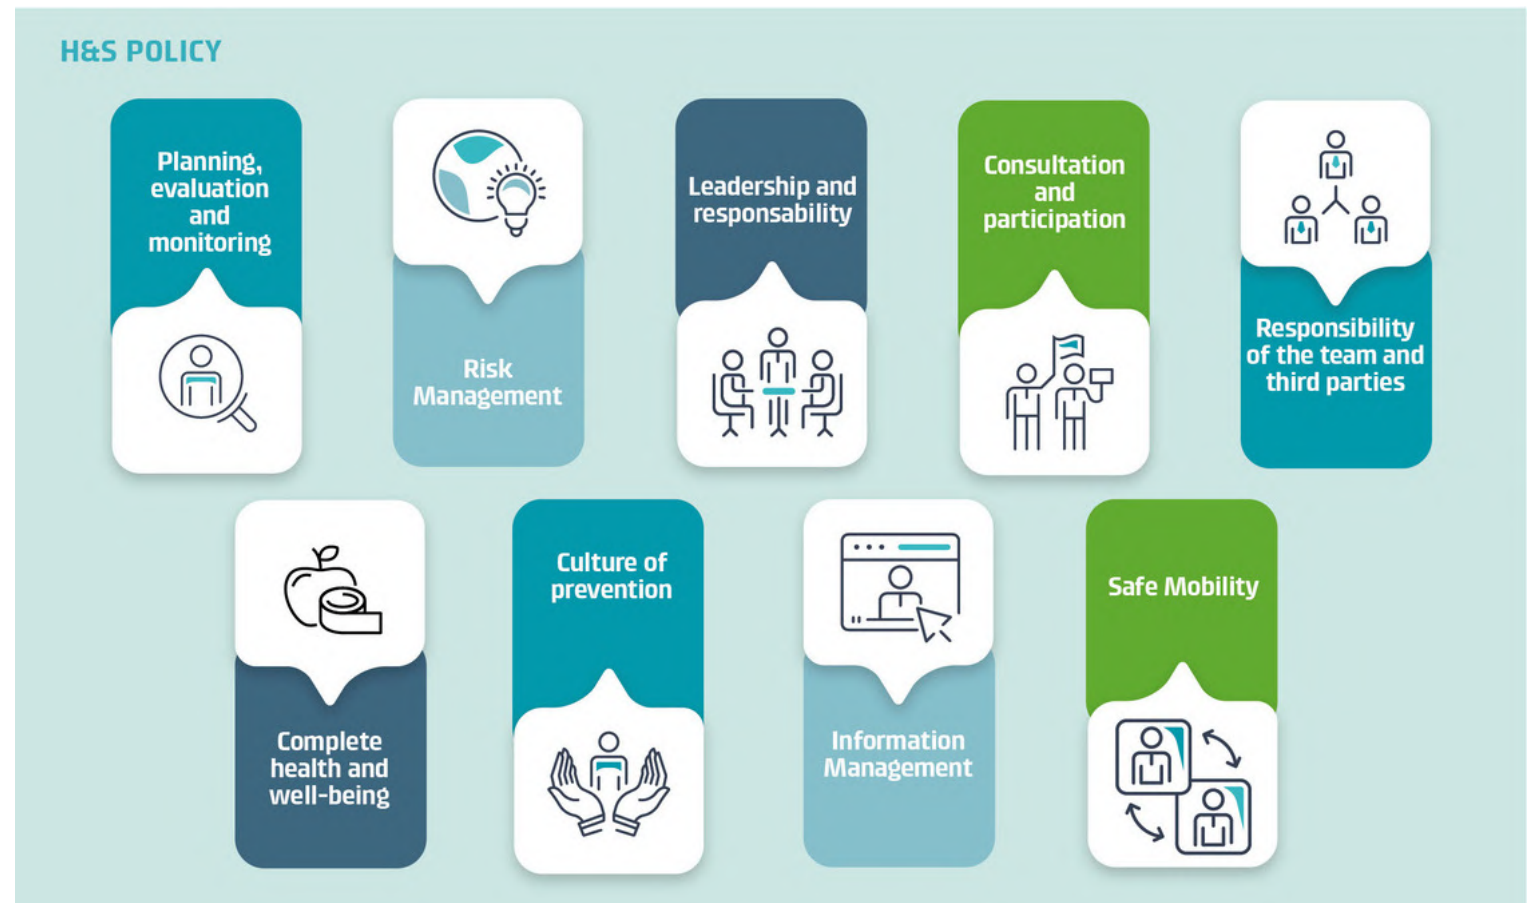 H&S POLICY
Planning,
evaluation
and
monitoring
Risk
Management
Leadership and
responsability
Consultation
and
participation
Responsibility
of the team and
third parties
Complete
health and
well-being
Culture of
prevention
Information
Management
Safe Mobility